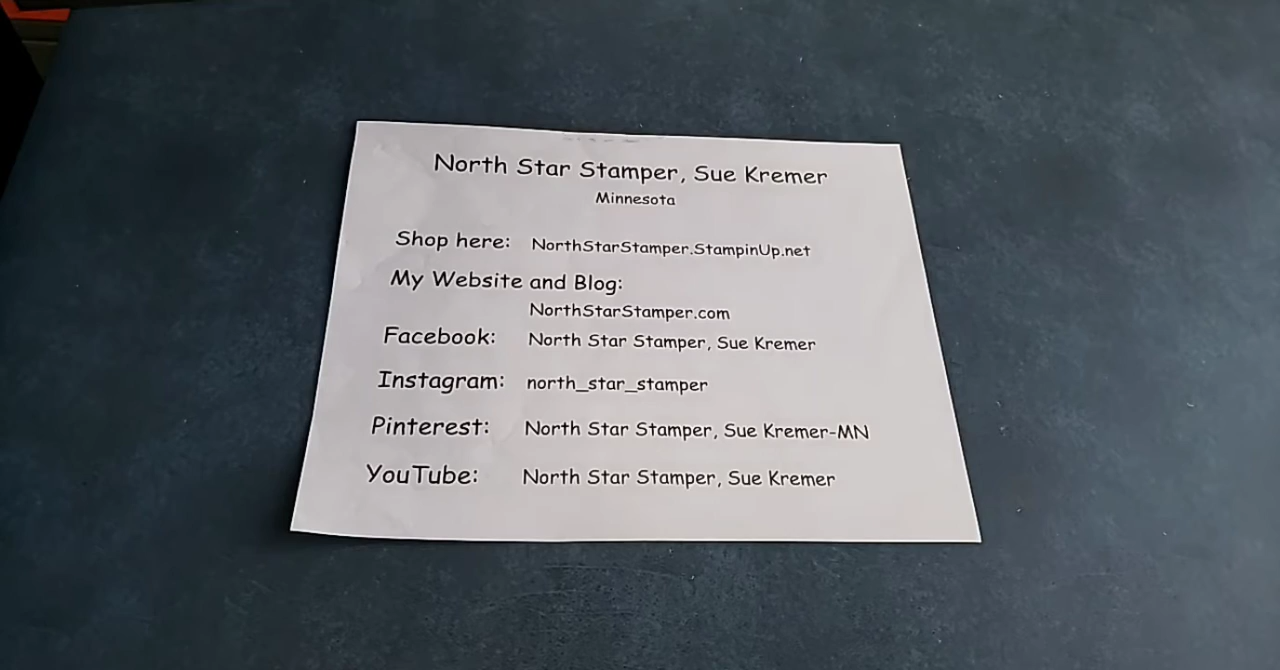 North Star Stamper, Sue Kremer
Minnesota
Shop here: NorthStarStamper.StampinUp.net
My Website and Blog:
NorthStarStamper.com
Facebook: North Star Stamper, Sue Kremer
Instagram: north_star_stamper
Pinterest: North Star Stamper, Sue Kremer-MN
YouTube: North Star Stamper, Sue Kremer